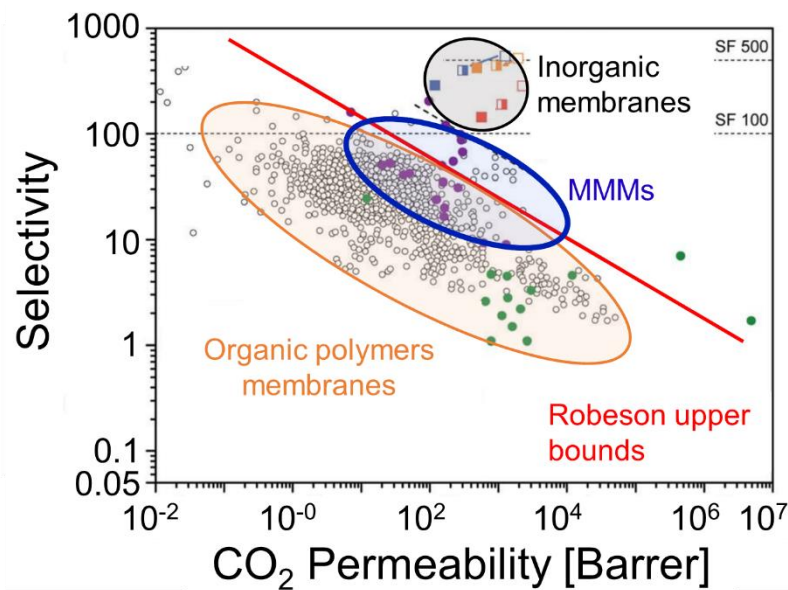 1000
100
10
1
0.1
0.05
Selectivity
SF 500
SF 100
Inorganic
membranes
MMMs
Organic polymers
membranes
Robeson upper
bounds
10⁻²
10⁻⁰
10²
10⁴
10⁶
10⁷
CO₂ Permeability [Barrer]